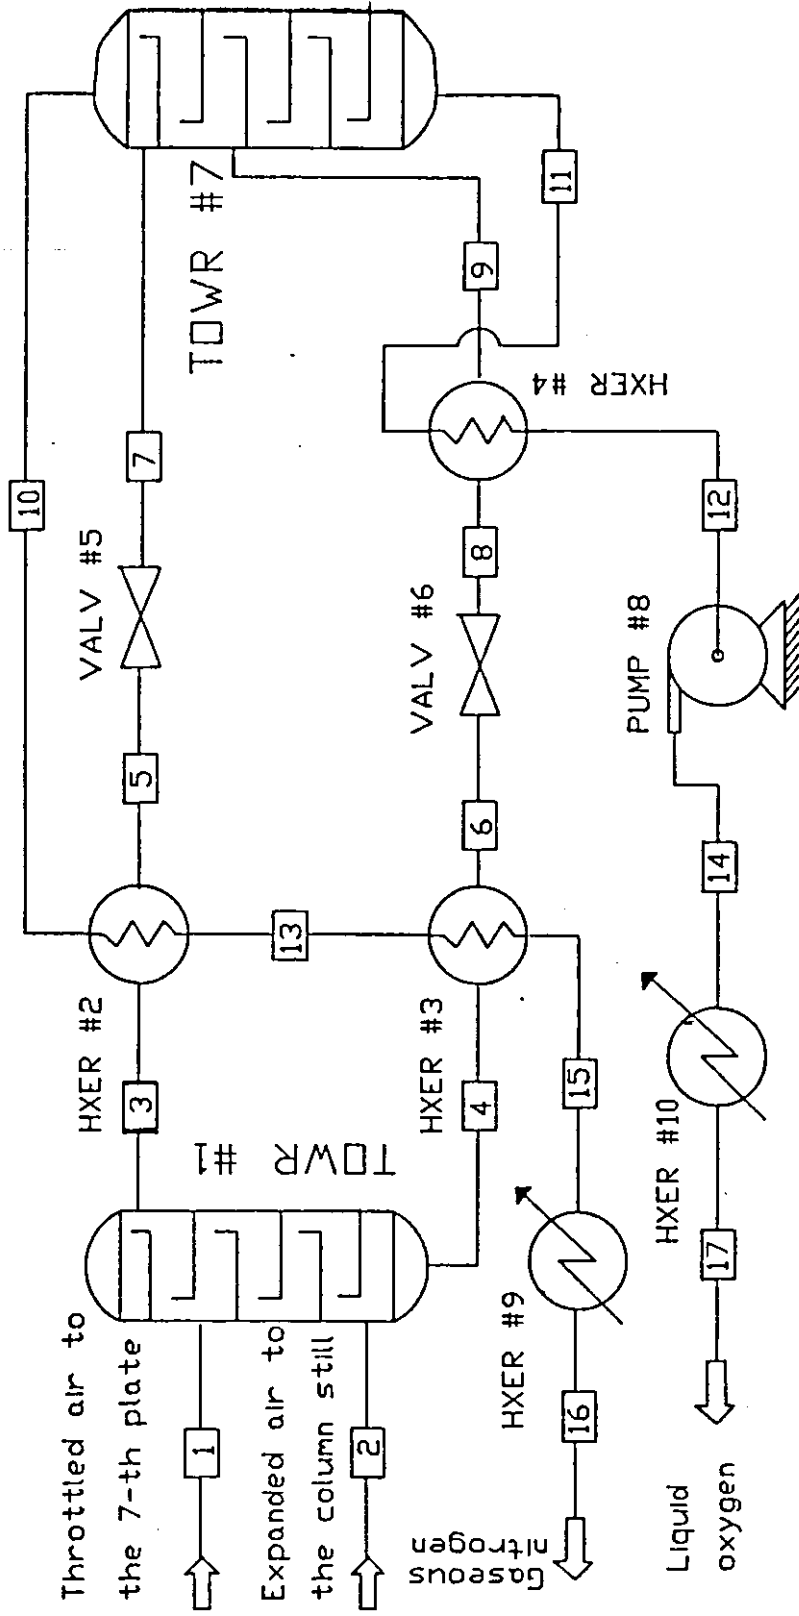 Throttled air to
the 7-th plate
Expanded air to
the column still
1
2
TOWR #1
3
4
HXER #2
HXER #3
13
5
6
VALV #5
VALV #6
10
7
8
TOWR #7
9
HXER #4
11
12
PUMP #8
14
15
HXER #9
16
HXER #10
17
Gaseous
nitrogen
Liquid
oxygen